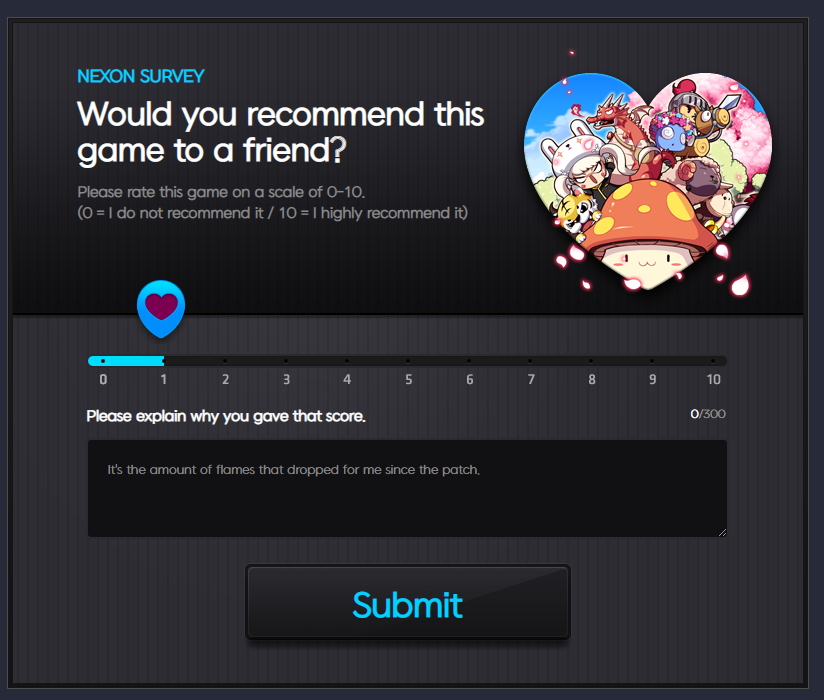 NEXON SURVEY
Would you recommend this
game to a friend?
Please rate this game on a scale of 0-10.
(0 = I do not recommend it / 10 = I highly recommend it)
0 1 2 3 4 5 6 7 8 9 10
Please explain why you gave that score.
0/300
It's the amount of flames that dropped for me since the patch.
Submit